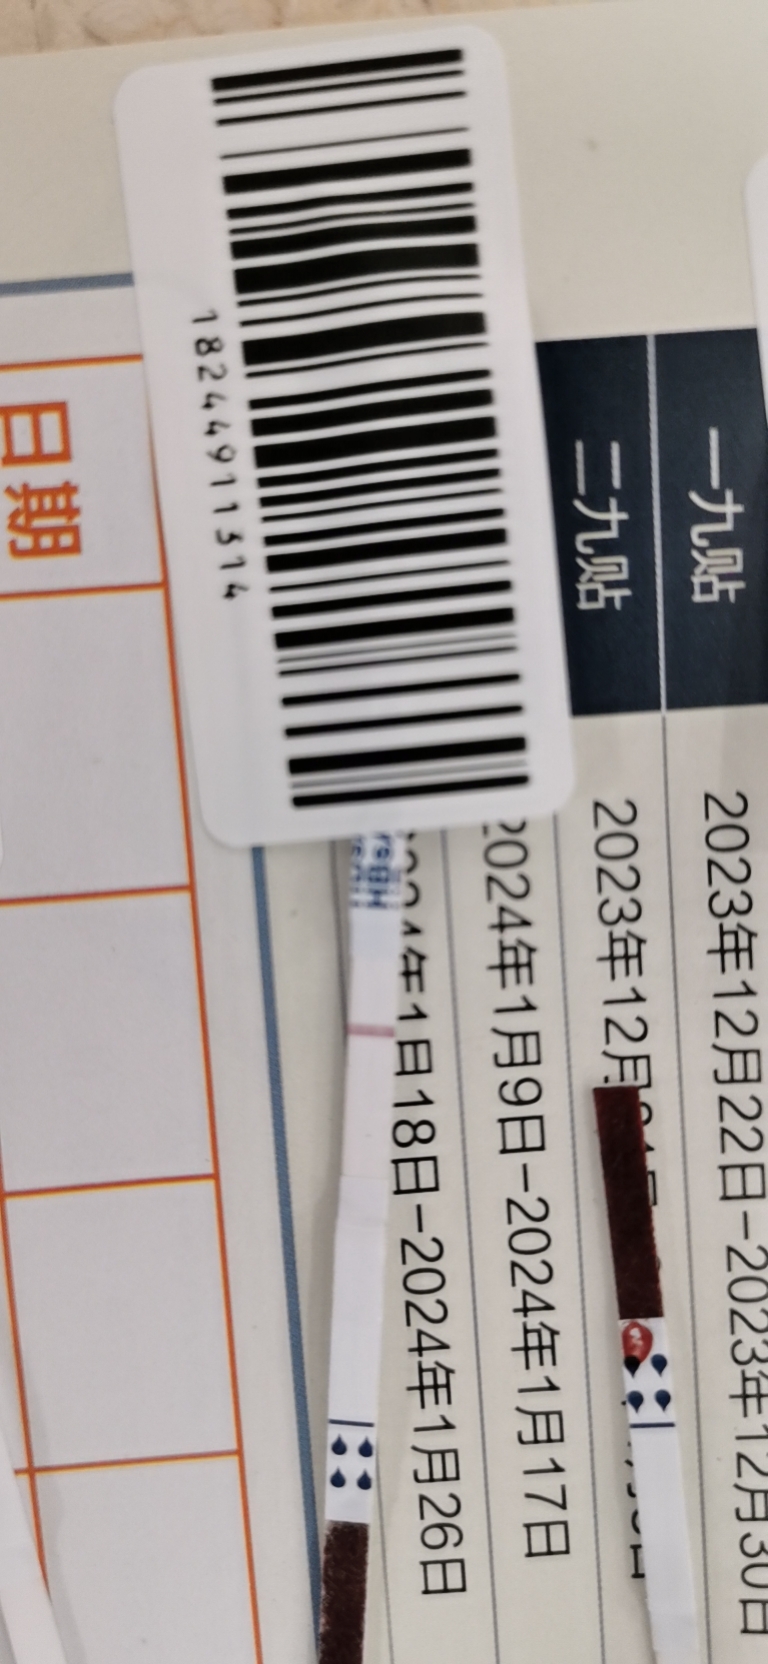 18244911314
日期
一九贴
二九贴
2023年12月22日-2023年12月30日
2023年12月
2024年1月9日-2024年1月17日
年1月18日-2024年1月26日